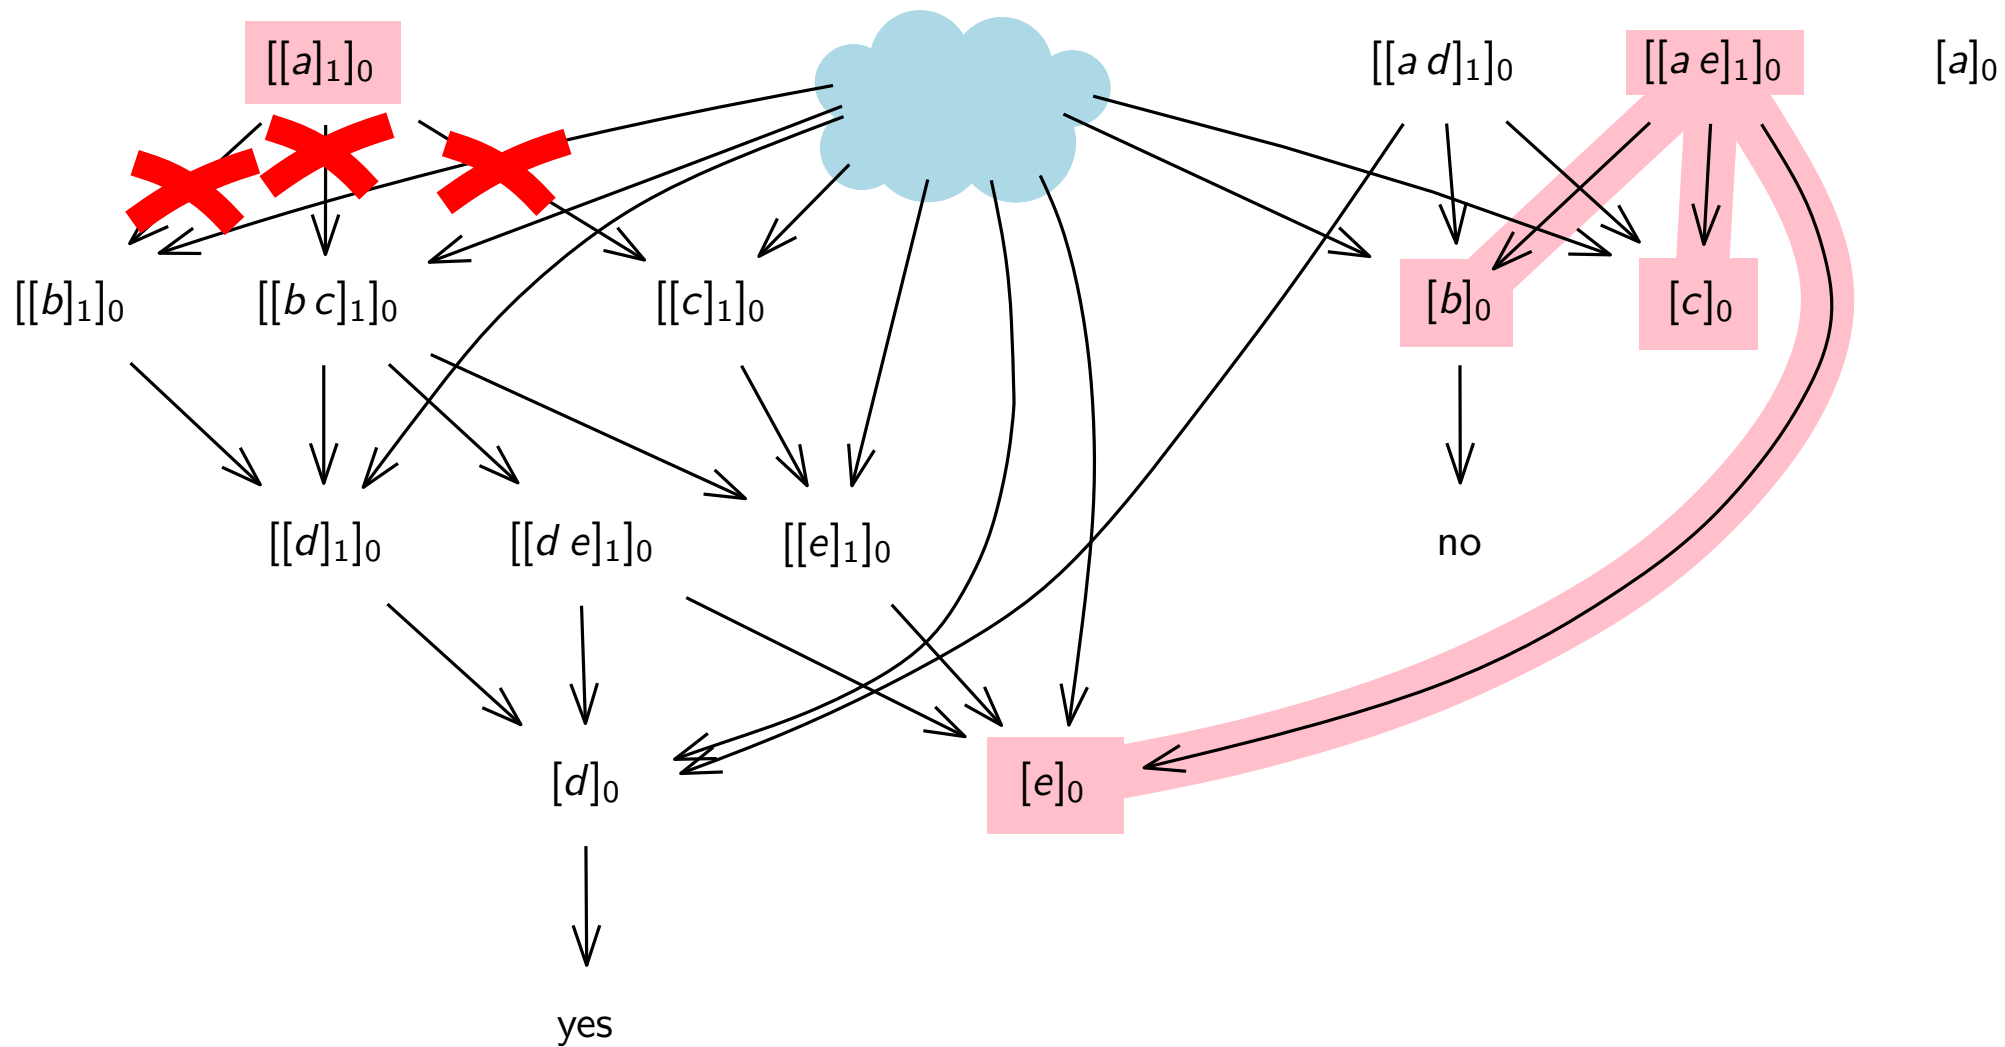 [[a]₁]₀
[[a d]₁]₀
[[a e]₁]₀
[a]₀
[[b]₁]₀
[[b c]₁]₀
[[c]₁]₀
[b]₀
[c]₀
[[d]₁]₀
[[d e]₁]₀
[[e]₁]₀
no
[d]₀
[e]₀
yes